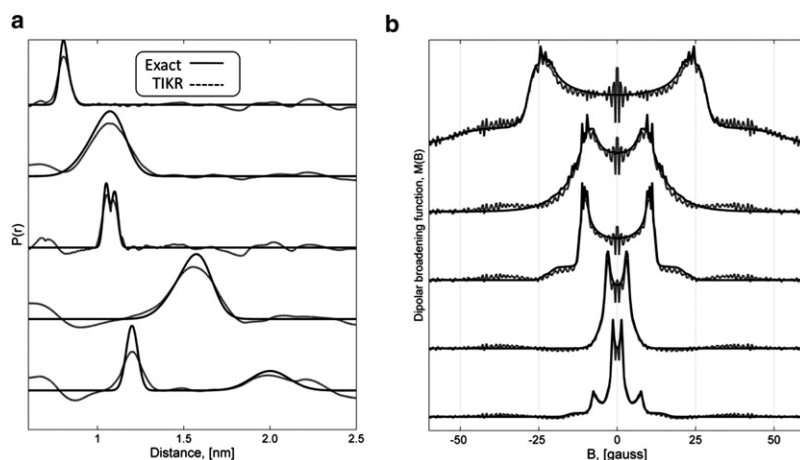 a
b
Exact
TIKR
P(r)
1 1.5 2.0 2.5
Distance, [nm]
Dipolar broadening function, M(B)
-50 -25 0 25 50
B, [gauss]